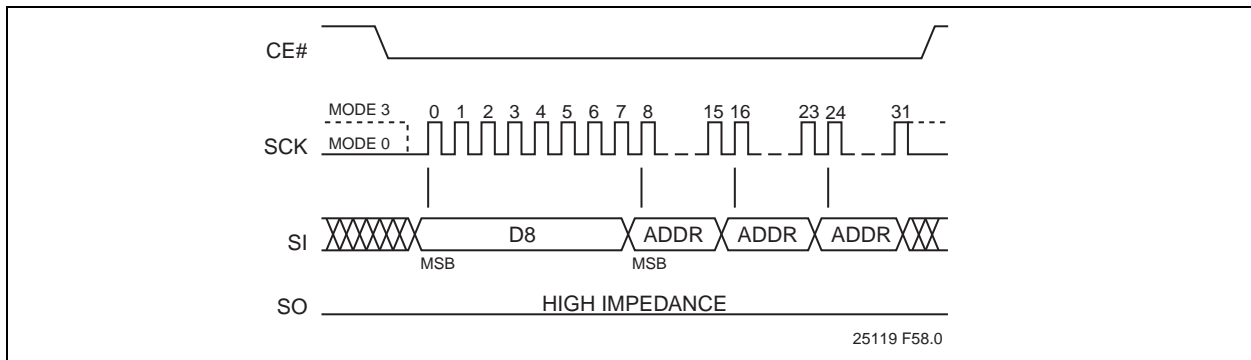 CE#
MODE 3
0 1 2 3 4 5 6 7 8 15 16 23 24 31
SCK MODE 0
SI D8 ADDR ADDR ADDR
MSB MSB
SO HIGH IMPEDANCE
25119 F58.0